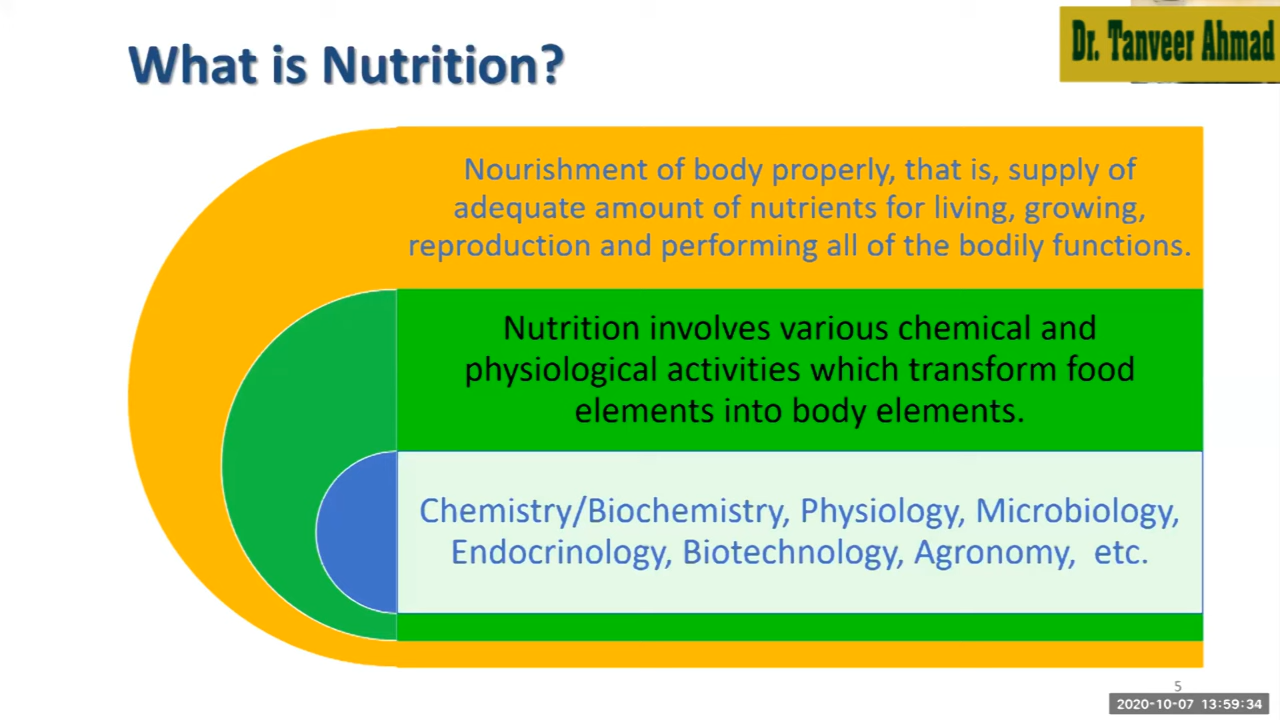 What is Nutrition?
Dr. Tanveer Ahmad
Nourishment of body properly, that is, supply of
adequate amount of nutrients for living, growing,
reproduction and performing all of the bodily functions.
Nutrition involves various chemical and
physiological activities which transform food
elements into body elements.
Chemistry/Biochemistry, Physiology, Microbiology,
Endocrinology, Biotechnology, Agronomy, etc.
5
2020-10-07 13:59:34